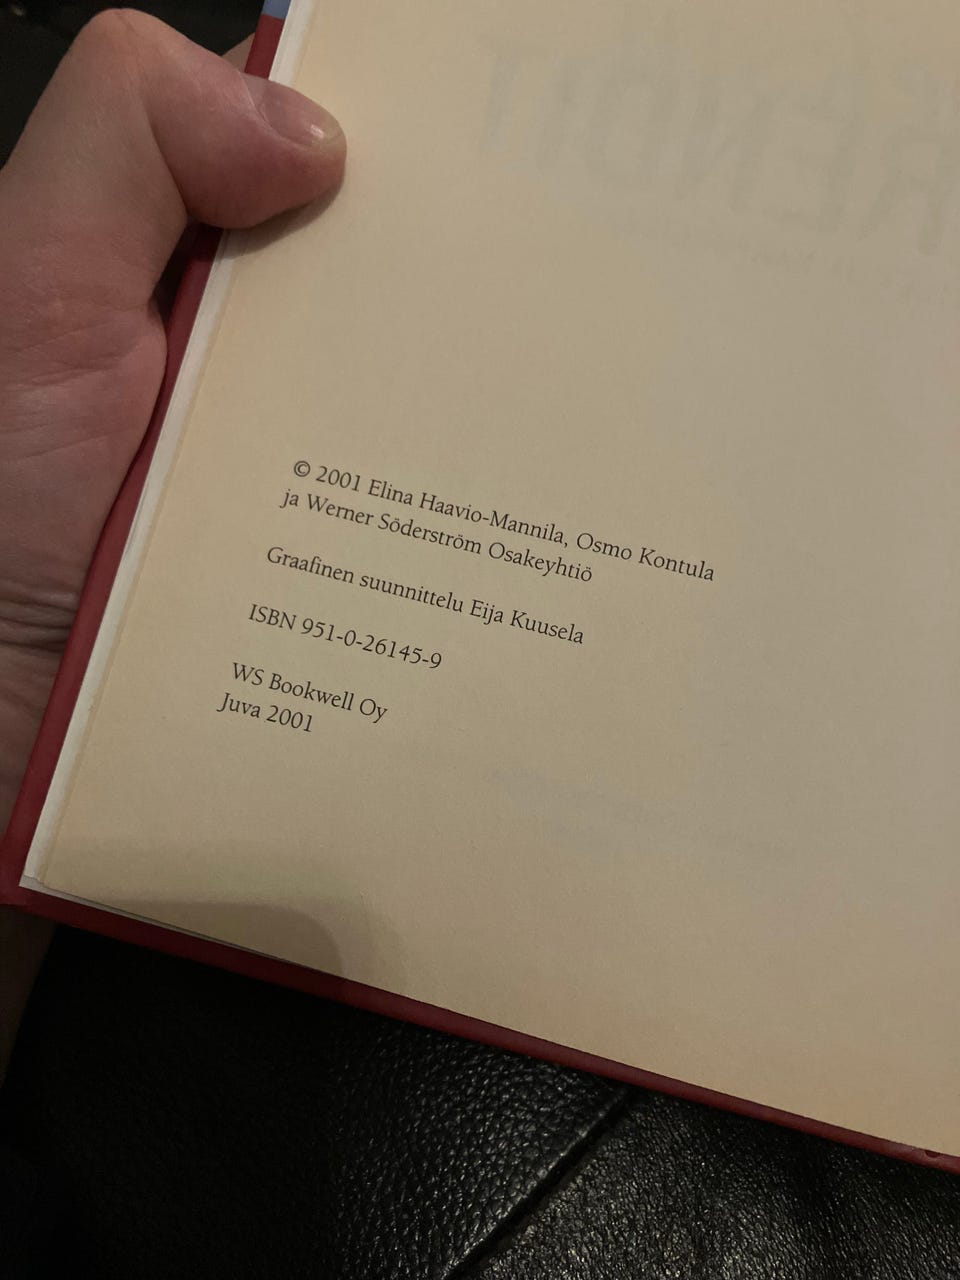 © 2001 Elina Haavio-Mannila, Osmo Kontula
ja Werner Söderström Osakeyhtiö
Graafinen suunnittelu Eija Kuusela
ISBN 951-0-26145-9
WS Bookwell Oy
Juva 2001